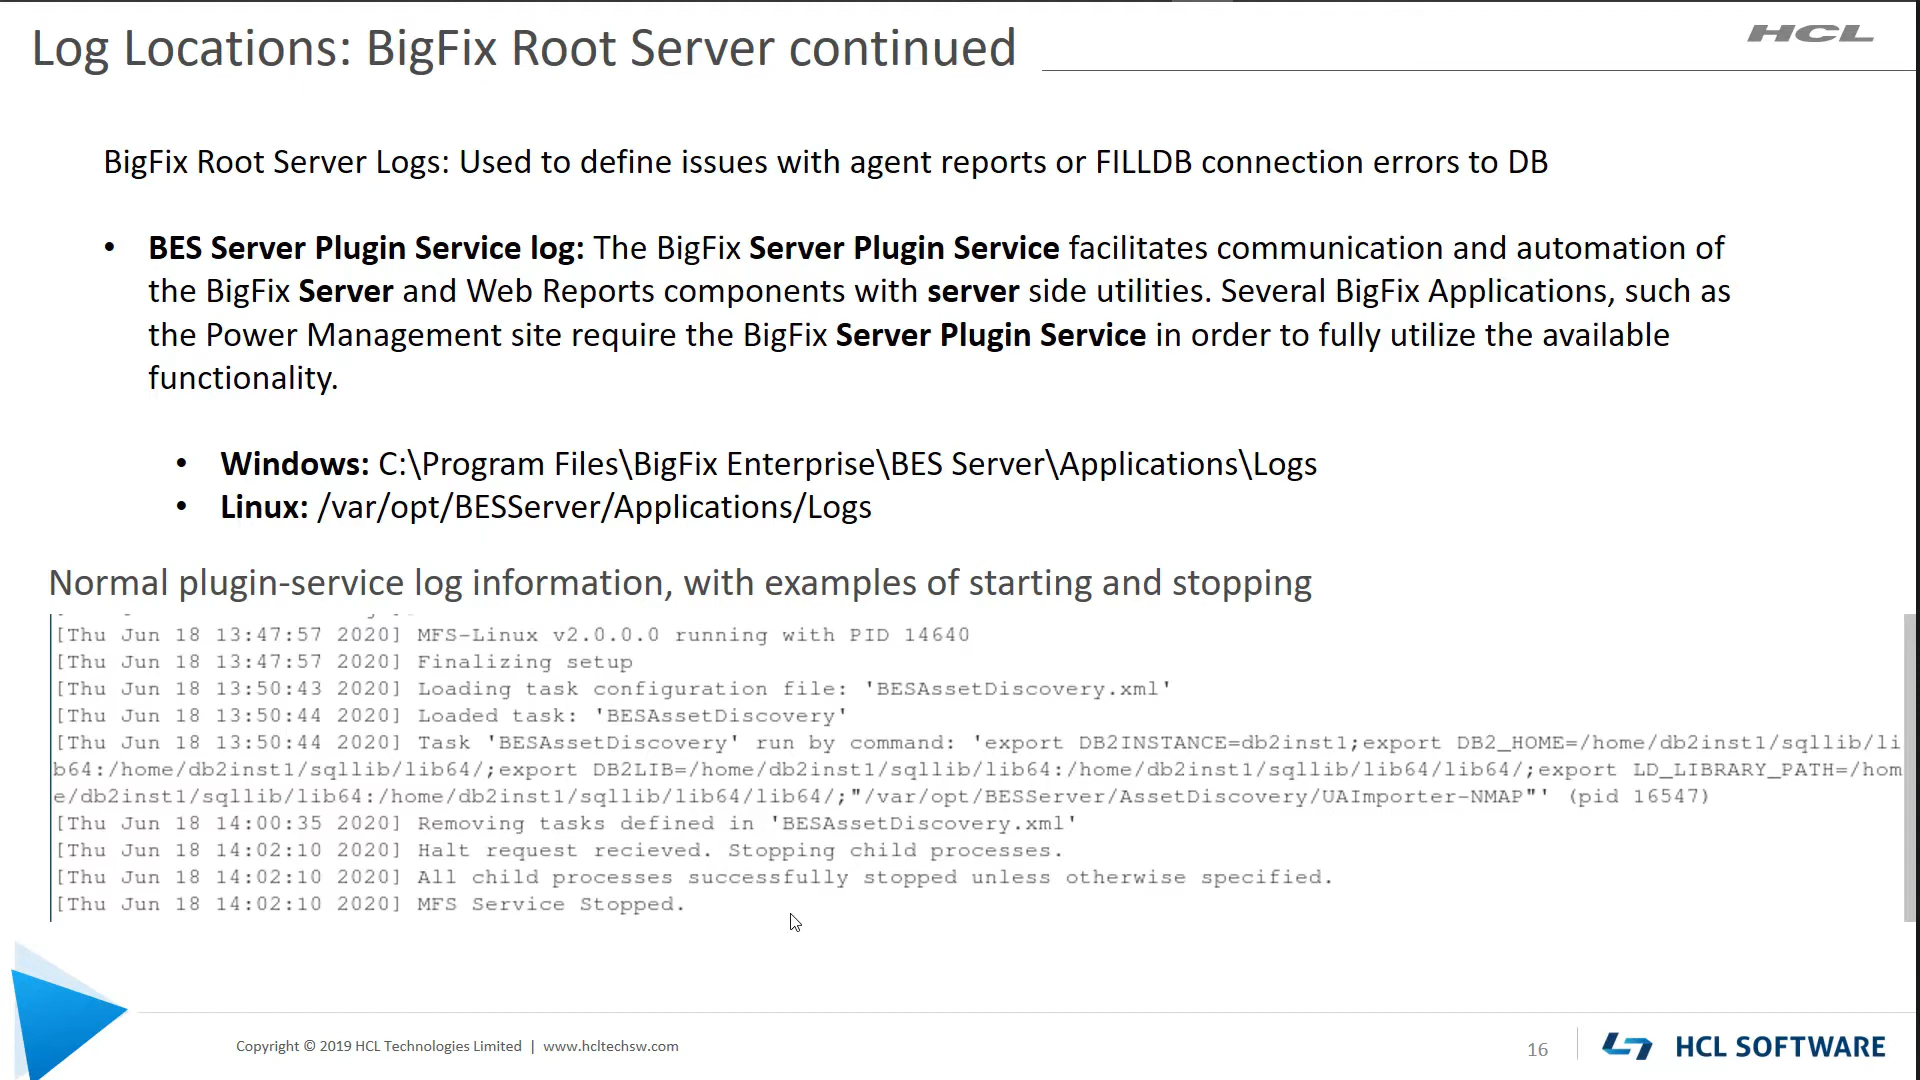 Log Locations: BigFix Root Server continued
HCL
BigFix Root Server Logs: Used to define issues with agent reports or FILLDB connection errors to DB
• BES Server Plugin Service log: The BigFix Server Plugin Service facilitates communication and automation of
the BigFix Server and Web Reports components with server side utilities. Several BigFix Applications, such as
the Power Management site require the BigFix Server Plugin Service in order to fully utilize the available
functionality.
• Windows: C:\Program Files\BigFix Enterprise\BES Server\Applications\Logs
• Linux: /var/opt/BESServer/Applications/Logs
Normal plugin-service log information, with examples of starting and stopping
[Thu Jun 18 13:47:57 2020] MFS-Linux v2.0.0.0 running with PID 14640
[Thu Jun 18 13:47:57 2020] Finalizing setup
[Thu Jun 18 13:50:43 2020] Loading task configuration file: 'BESAssetDiscovery.xml'
[Thu Jun 18 13:50:44 2020] Loaded task: 'BESAssetDiscovery'
[Thu Jun 18 13:50:44 2020] Task 'BESAssetDiscovery' run by command: 'export DB2INSTANCE=db2inst1;export DB2_HOME=/home/db2inst1/sqllib/li
b64:/home/db2inst1/sqllib/lib64/;export DB2LIB=/home/db2inst1/sqllib/lib64:/home/db2inst1/sqllib/lib64/lib64/;export LD_LIBRARY_PATH=/hom
e/db2inst1/sqllib/lib64:/home/db2inst1/sqllib/lib64/lib64/;"/var/opt/BESServer/AssetDiscovery/UAImporter-NMAP"' (pid 16547)
[Thu Jun 18 14:00:35 2020] Removing tasks defined in 'BESAssetDiscovery.xml'
[Thu Jun 18 14:02:10 2020] Halt request recieved. Stopping child processes.
[Thu Jun 18 14:02:10 2020] All child processes successfully stopped unless otherwise specified.
[Thu Jun 18 14:02:10 2020] MFS Service Stopped.
Copyright © 2019 HCL Technologies Limited | www.hcltechsw.com
16
HCL SOFTWARE